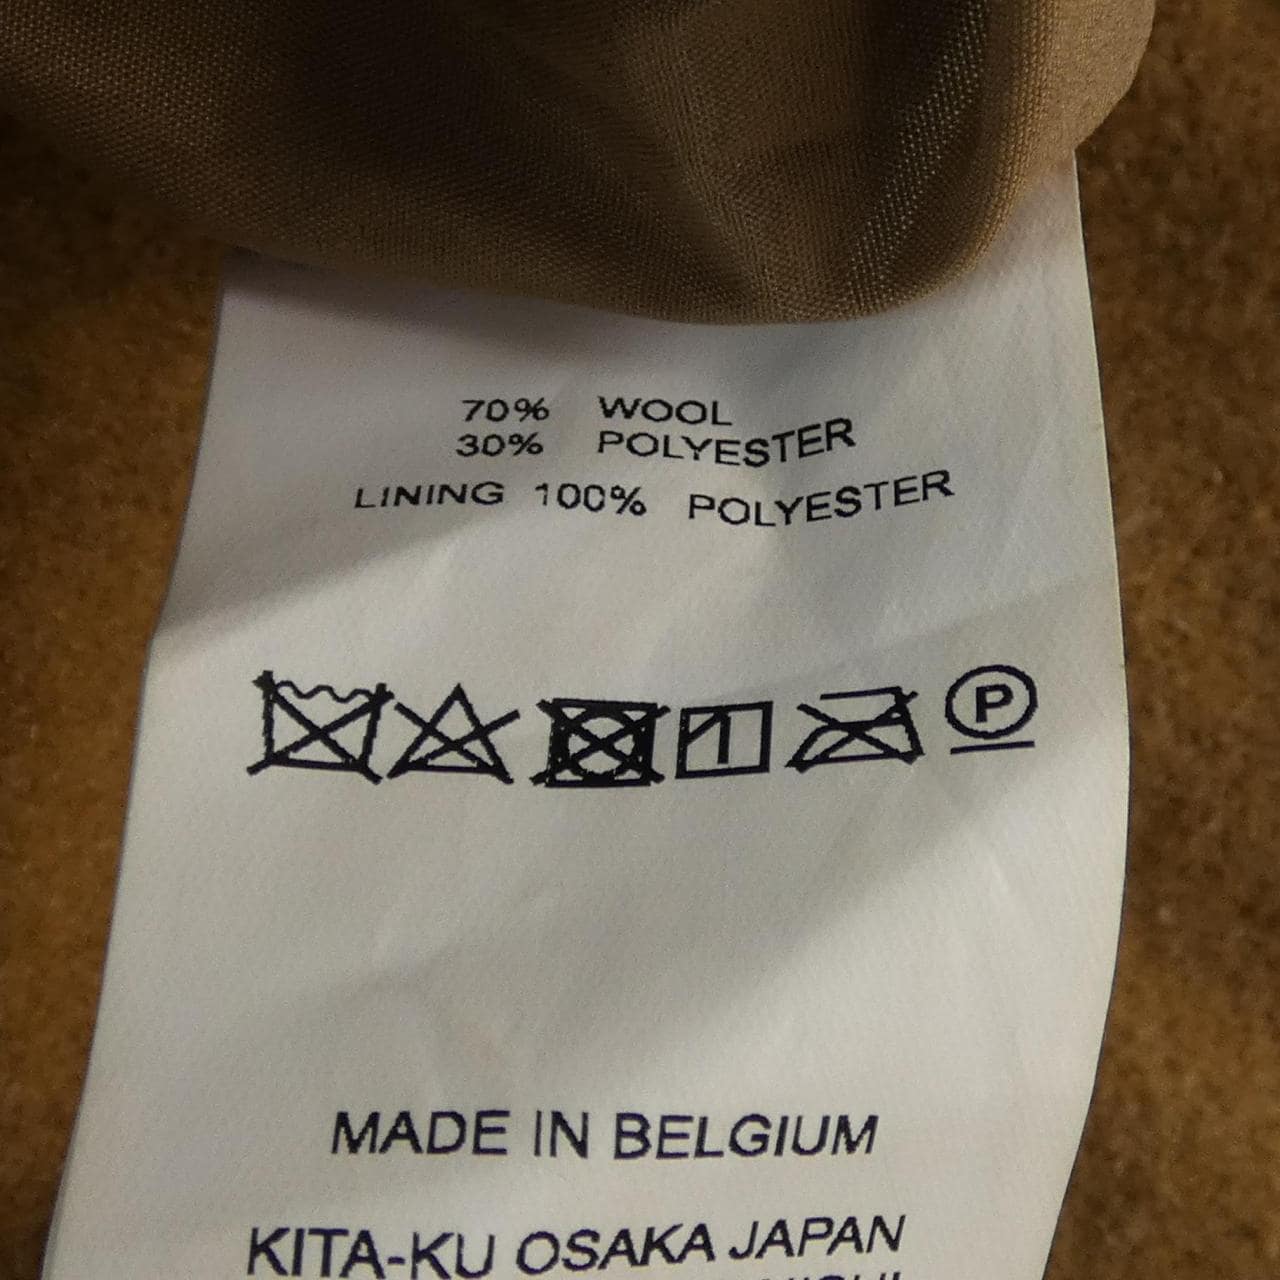 70% WOOL
30% POLYESTER
LINING 100% POLYESTER
P
MADE IN BELGIUM
KITA-KU OSAKA JAPAN